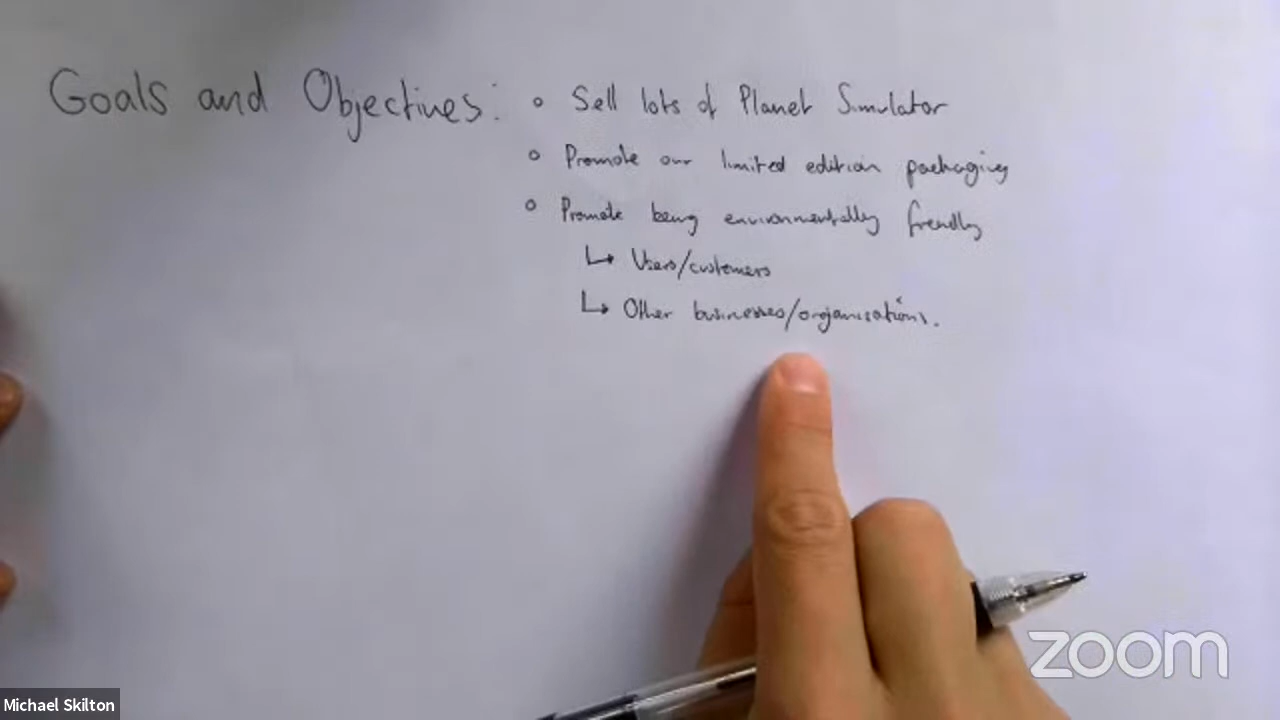 Goals and Objectives: ○ Sell lots of Planet Simulator
○ Promote our limited edition packaging
○ Promote being environmentally friendly
↳ Users/customers
↳ Other businesses/organisations.
zoom
Michael Skilton